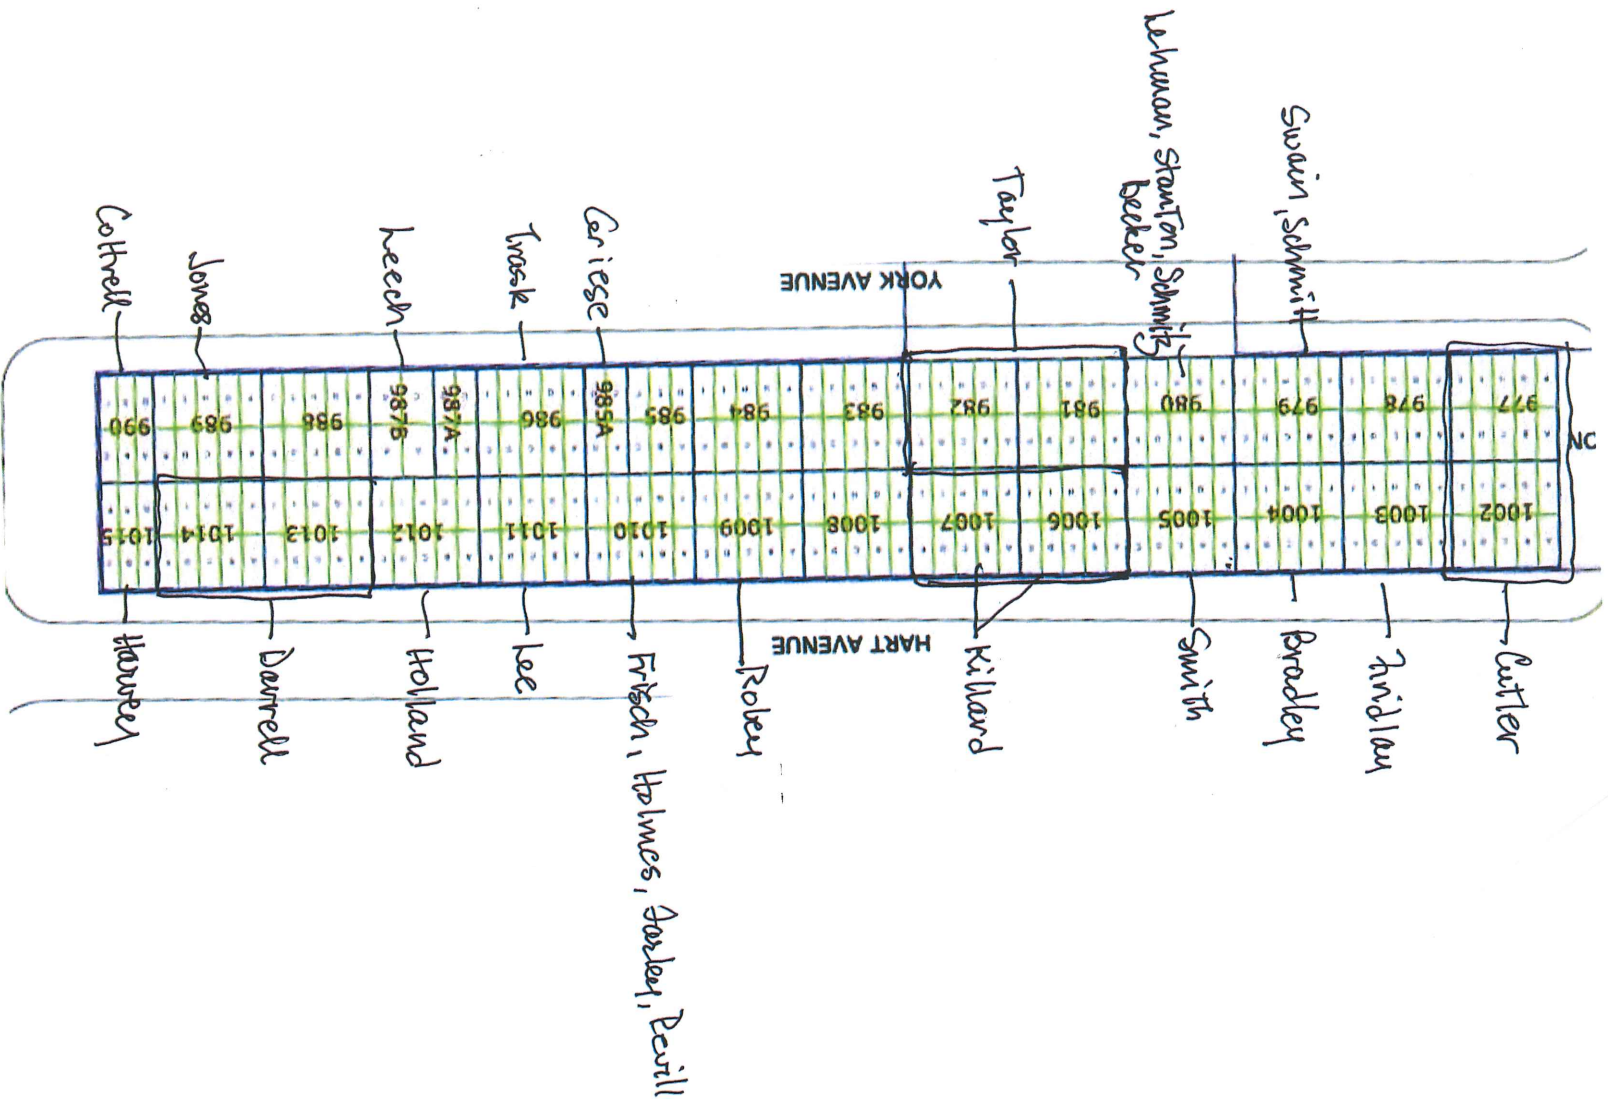 Lehman, Stanton, Schmitz
Becker
Swain, Schmitt
Taylor
Cottrell
Jones
Leech
Trask
Cariese
YORK AVENUE
990
989
988
987B
987A
986
985A
985
984
983
982
981
980
979
978
977
1015
1014
1013
1012
1011
1010
1009
1008
1007
1006
1005
1004
1003
1002
HART AVENUE
Harvey
Darrell
Holland
Lee
Frisch, Holmes, Farley, Revill
Robey
Killard
Smith
Bradley
Findlay
Cutler